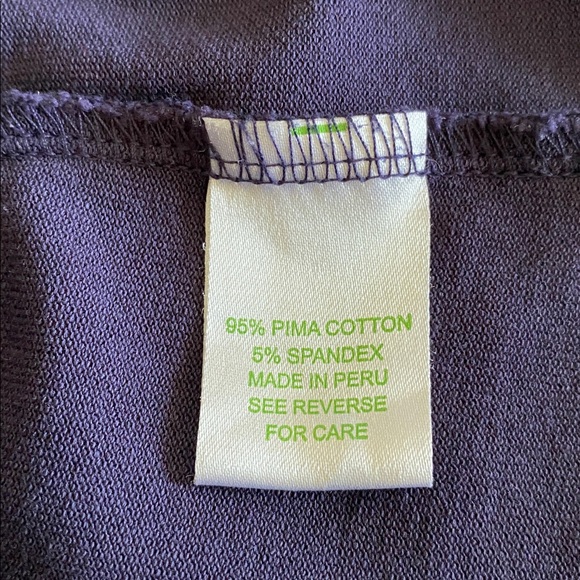 95% PIMA COTTON
5% SPANDEX
MADE IN PERU
SEE REVERSE
FOR CARE